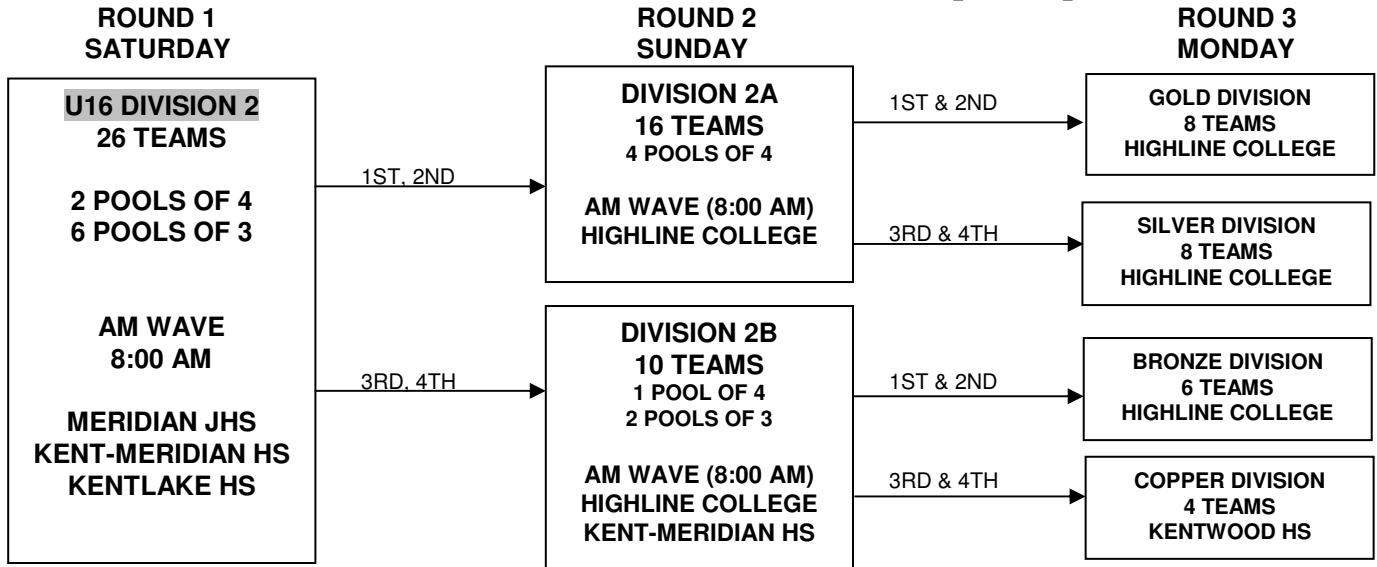 ROUND 1
SATURDAY
ROUND 2
SUNDAY
ROUND 3
MONDAY
U16 DIVISION 2
26 TEAMS
2 POOLS OF 4
6 POOLS OF 3
AM WAVE
8:00 AM
MERIDIAN JHS
KENT-MERIDIAN HS
KENTLAKE HS
1ST, 2ND
3RD, 4TH
DIVISION 2A
16 TEAMS
4 POOLS OF 4
AM WAVE (8:00 AM)
HIGHLINE COLLEGE
1ST & 2ND
3RD & 4TH
DIVISION 2B
10 TEAMS
1 POOL OF 4
2 POOLS OF 3
AM WAVE (8:00 AM)
HIGHLINE COLLEGE
KENT-MERIDIAN HS
1ST & 2ND
3RD & 4TH
GOLD DIVISION
8 TEAMS
HIGHLINE COLLEGE
SILVER DIVISION
8 TEAMS
HIGHLINE COLLEGE
BRONZE DIVISION
6 TEAMS
HIGHLINE COLLEGE
COPPER DIVISION
4 TEAMS
KENTWOOD HS